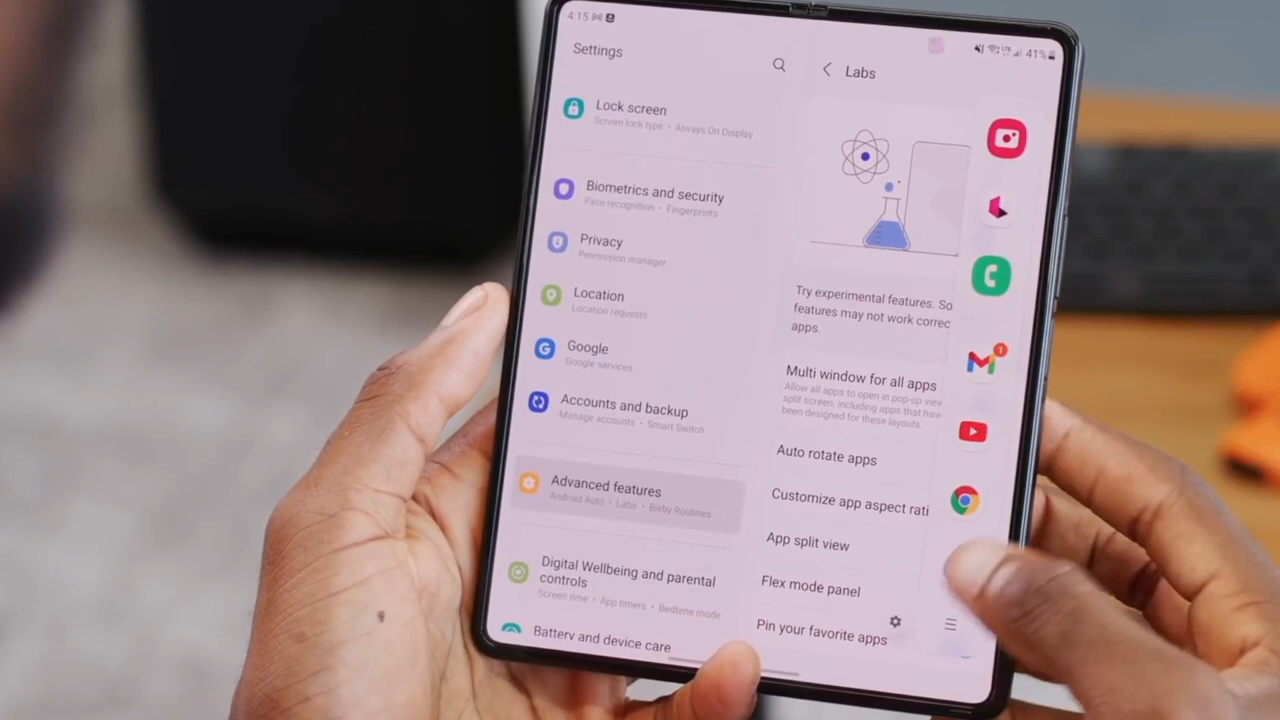 4:15
41%
Settings
Labs
Lock screen
Screen lock type • Always On Display
Biometrics and security
Face recognition • Fingerprints
Privacy
Permission manager
Location
Location requests
Google
Google services
Accounts and backup
Manage accounts • Smart Switch
Advanced features
Android Auto • Labs • Bixby Routines
Digital Wellbeing and parental
controls
Screen time • App timers • Bedtime mode
Battery and device care
Try experimental features. So
features may not work correc
apps.
Multi window for all apps
Allow all apps to open in pop up view
split screen, including apps that hav
been designed for these layouts
Auto rotate apps
Customize app aspect rati
App split view
Flex mode panel
Pin your favorite apps
1